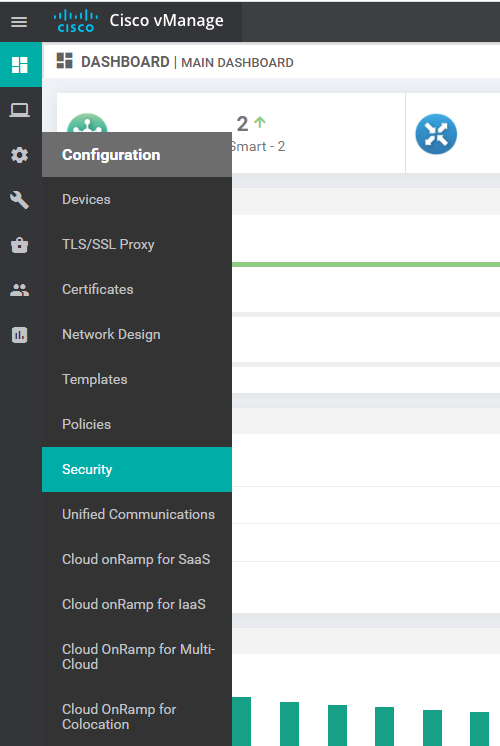 cisco Cisco vManage
DASHBOARD | MAIN DASHBOARD
2
Smart - 2
Configuration
Devices
TLS/SSL Proxy
Certificates
Network Design
Templates
Policies
Security
Unified Communications
Cloud onRamp for SaaS
Cloud onRamp for IaaS
Cloud OnRamp for Multi-
Cloud
Cloud OnRamp for
Colocation